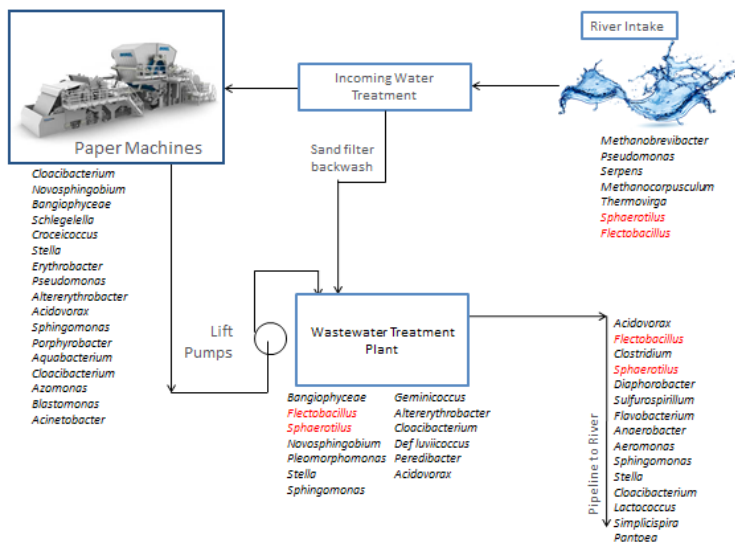 River Intake
Incoming Water
Treatment
Paper Machines
Sand filter
backwash
Methanobrevibacter
Pseudomonas
Serpens
Methanocorpusculum
Thermovirga
Sphaerotilus
Flectobacillus
Cloacibacterium
Novosphingobium
Bangiophyceae
Schlegelella
Croceicoccus
Stella
Erythrobacter
Pseudomonas
Altererythrobacter
Acidovorax
Sphingomonas
Porphyrobacter
Aquabacterium
Cloacibacterium
Azomonas
Blastomonas
Acinetobacter
Lift
Pumps
Wastewater Treatment
Plant
Bangiophyceae
Flectobacillus
Sphaerotilus
Novosphingobium
Pleomorphomonas
Stella
Sphingomonas
Geminicoccus
Altererythrobacter
Cloacibacterium
Defluviicoccus
Peredibacter
Acidovorax
Pipeline to River
Acidovorax
Flectobacillus
Clostridium
Sphaerotilus
Diaphorobacter
Sulfurospirillum
Flavobacterium
Anaerobacter
Aeromonas
Sphingomonas
Stella
Cloacibacterium
Lactococcus
Simplicispira
Pantoea